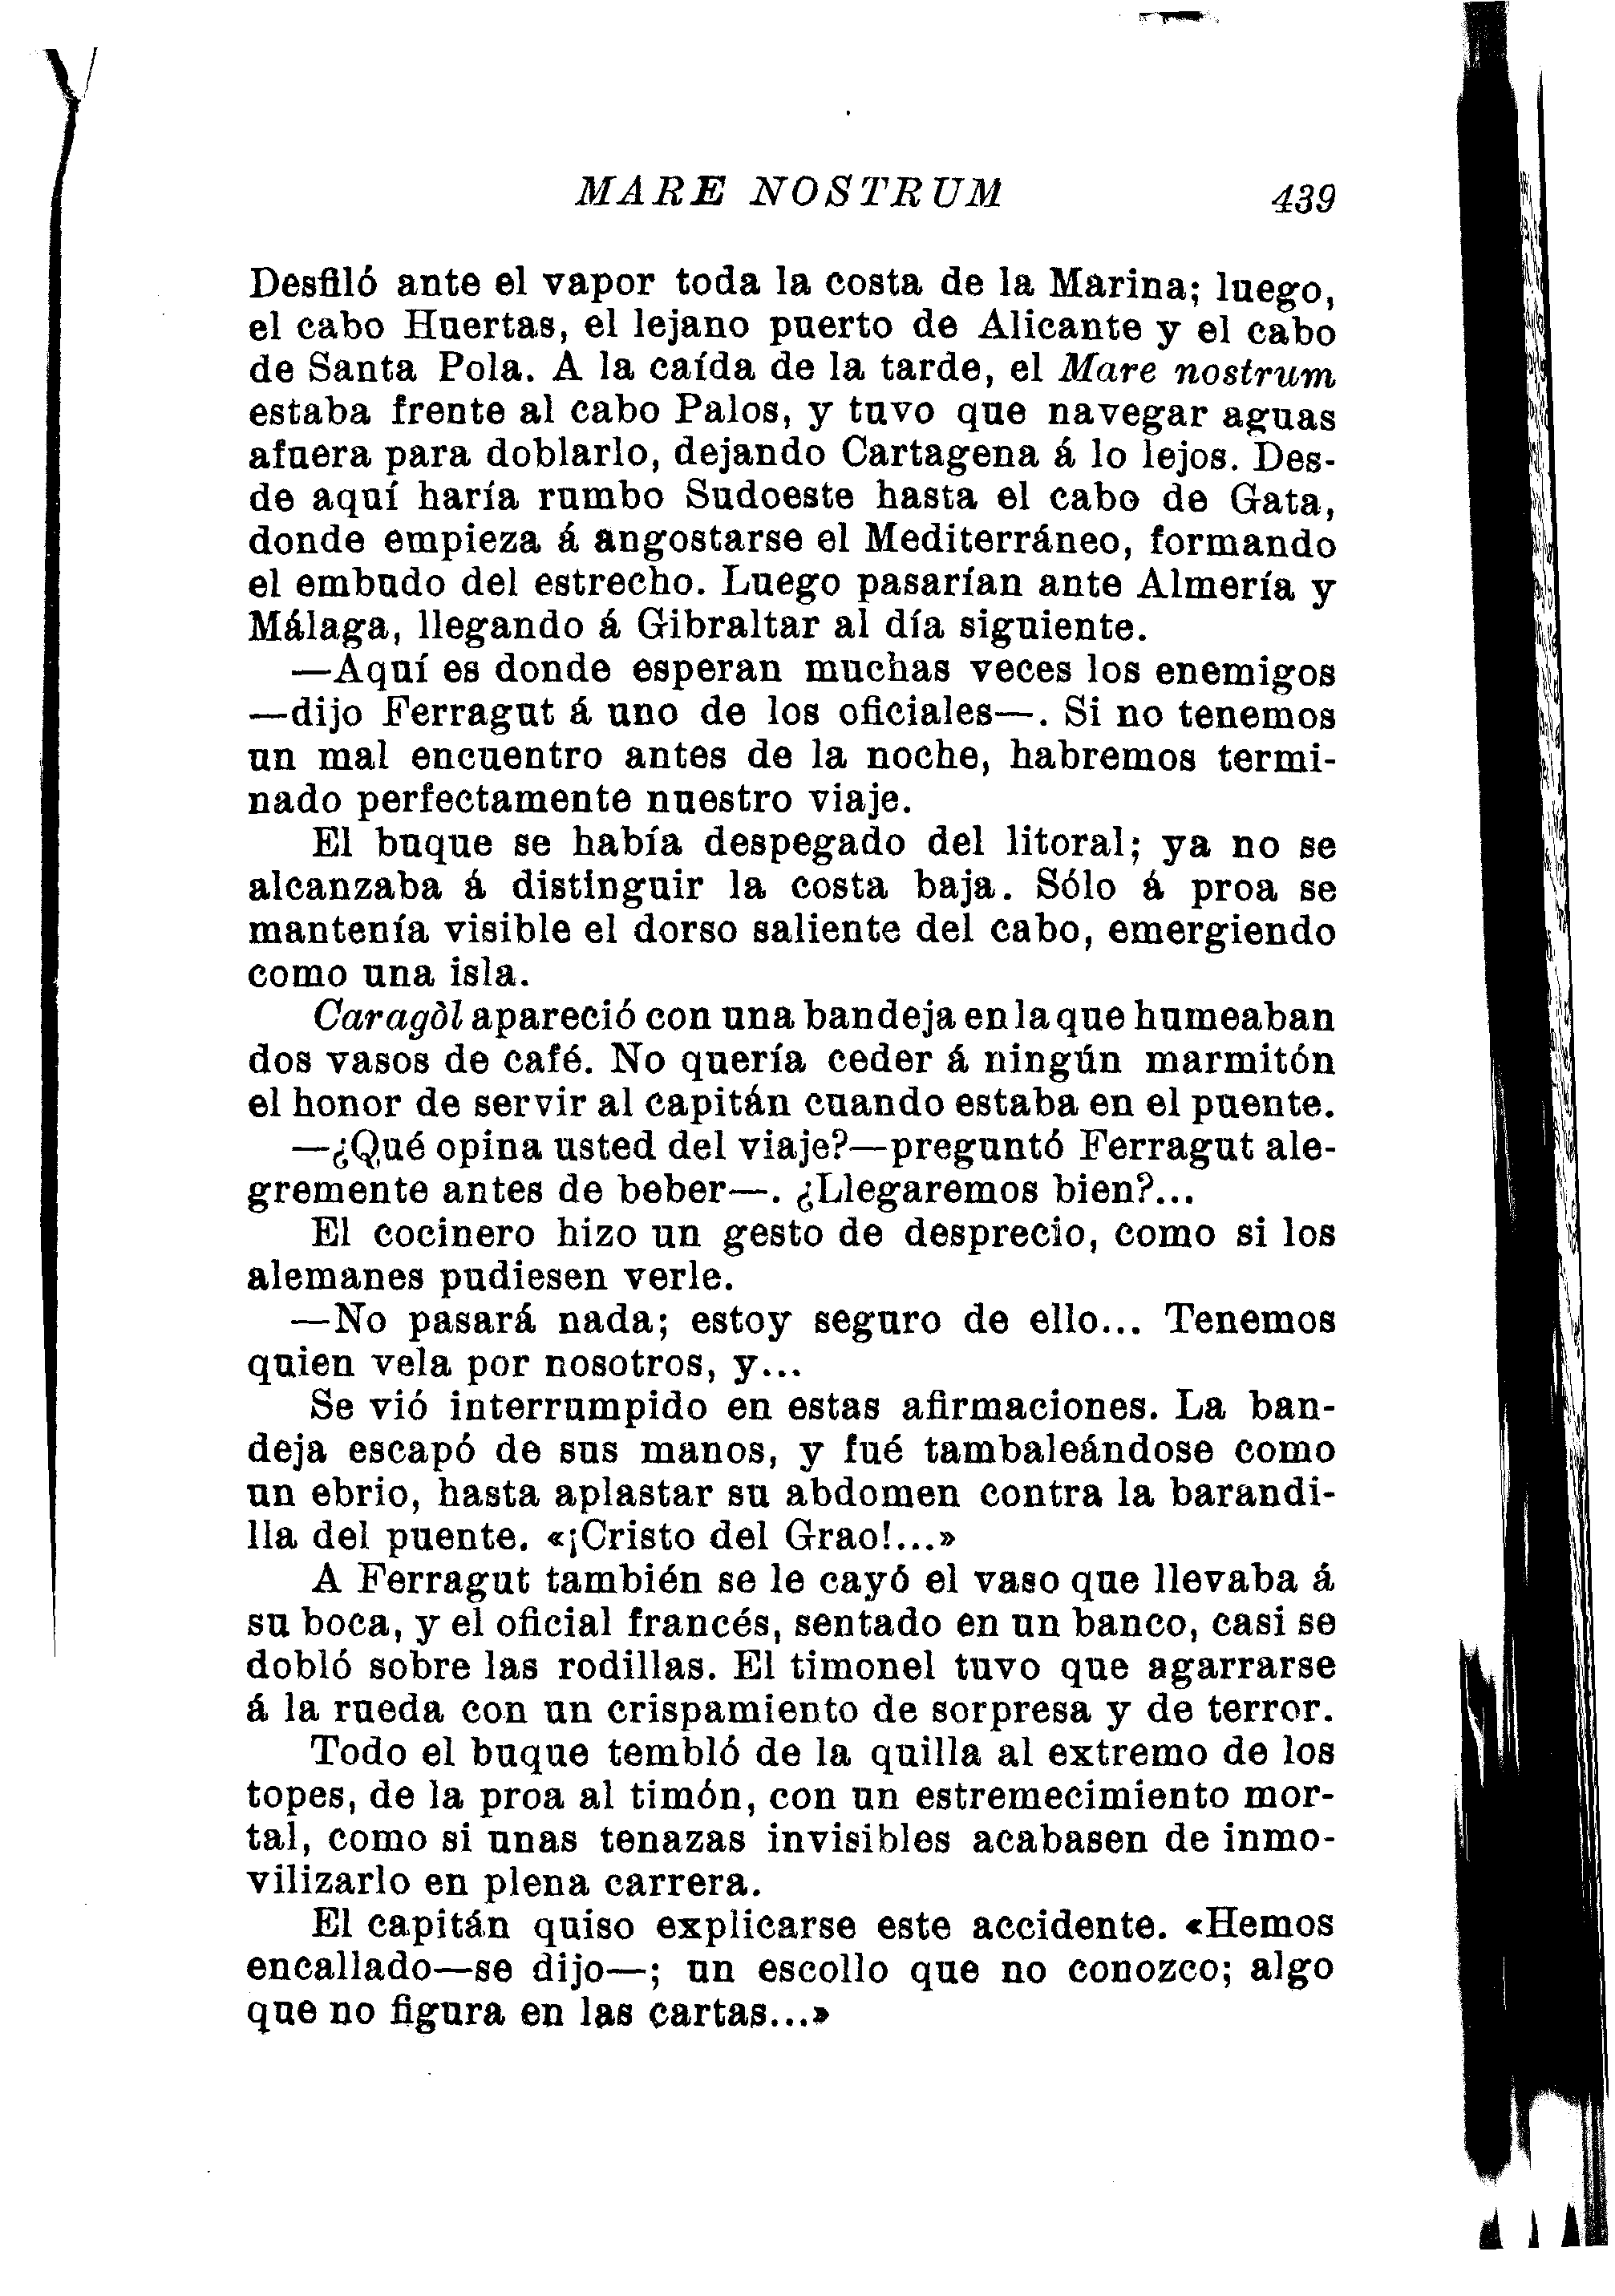 MARE NOSTRUM 439
Desfiló ante el vapor toda la costa de la Marina; luego,
el cabo Huertas, el lejano puerto de Alicante y el cabo
de Santa Pola. A la caída de la tarde, el Mare nostrum
estaba frente al cabo Palos, y tuvo que navegar aguas
afuera para doblarlo, dejando Cartagena á lo lejos. Des-
de aquí haría rumbo Sudoeste hasta el cabo de Gata,
donde empieza á angostarse el Mediterráneo, formando
el embudo del estrecho. Luego pasarían ante Almería y
Málaga, llegando á Gibraltar al día siguiente.
—Aquí es donde esperan muchas veces los enemigos
—dijo Ferragut á uno de los oficiales—. Si no tenemos
un mal encuentro antes de la noche, habremos termi-
nado perfectamente nuestro viaje.
El buque se había despegado del litoral; ya no se
alcanzaba á distinguir la costa baja. Sólo á proa se
mantenía visible el dorso saliente del cabo, emergiendo
como una isla.
Caragòl apareció con una bandeja en la que humeaban
dos vasos de café. No quería ceder á ningún marmitón
el honor de servir al capitán cuando estaba en el puente.
—¿Qué opina usted del viaje?—preguntó Ferragut ale-
gremente antes de beber—. ¿Llegaremos bien?...
El cocinero hizo un gesto de desprecio, como si los
alemanes pudiesen verle.
—No pasará nada; estoy seguro de ello... Tenemos
quien vela por nosotros, y...
Se vió interrumpido en estas afirmaciones. La ban-
deja escapó de sus manos, y fué tambaleándose como
un ebrio, hasta aplastar su abdomen contra la barandi-
lla del puente. «¡Cristo del Grao!...»
A Ferragut también se le cayó el vaso que llevaba á
su boca, y el oficial francés, sentado en un banco, casi se
dobló sobre las rodillas. El timonel tuvo que agarrarse
á la rueda con un crispamiento de sorpresa y de terror.
Todo el buque tembló de la quilla al extremo de los
topes, de la proa al timón, con un estremecimiento mor-
tal, como si unas tenazas invisibles acabasen de inmo-
vilizarlo en plena carrera.
El capitán quiso explicarse este accidente. «Hemos
encallado—se dijo—; un escollo que no conozco; algo
que no figura en las cartas...»